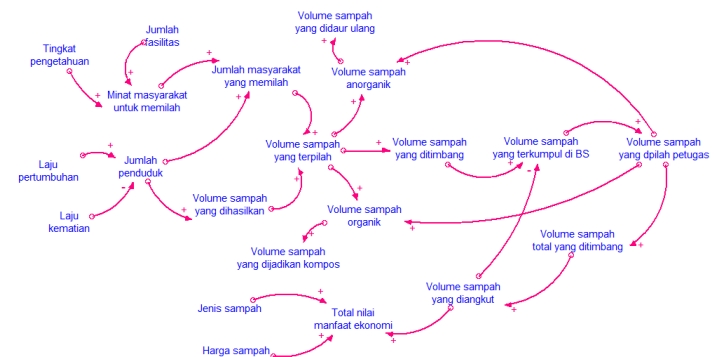 Volume sampah
yang didaur ulang
Jumlah
fasilitas
Tingkat
pengetahuan
Jumlah masyarakat
yang memilah
Volume sampah
anorganik
Minat masyarakat
untuk memilah
Volume sampah
yang terpilah
Volume sampah
yang ditimbang
Volume sampah
yang terkumpul di BS
Volume sampah
yang dpilah petugas
Jumlah
penduduk
Laju
pertumbuhan
Volume sampah
yang dihasilkan
Volume sampah
organik
Laju
kematian
Volume sampah
total yang ditimbang
Volume sampah
yang dijadikan kompos
Volume sampah
yang diangkut
Jenis sampah
Total nilai
manfaat ekonomi
Harga sampah